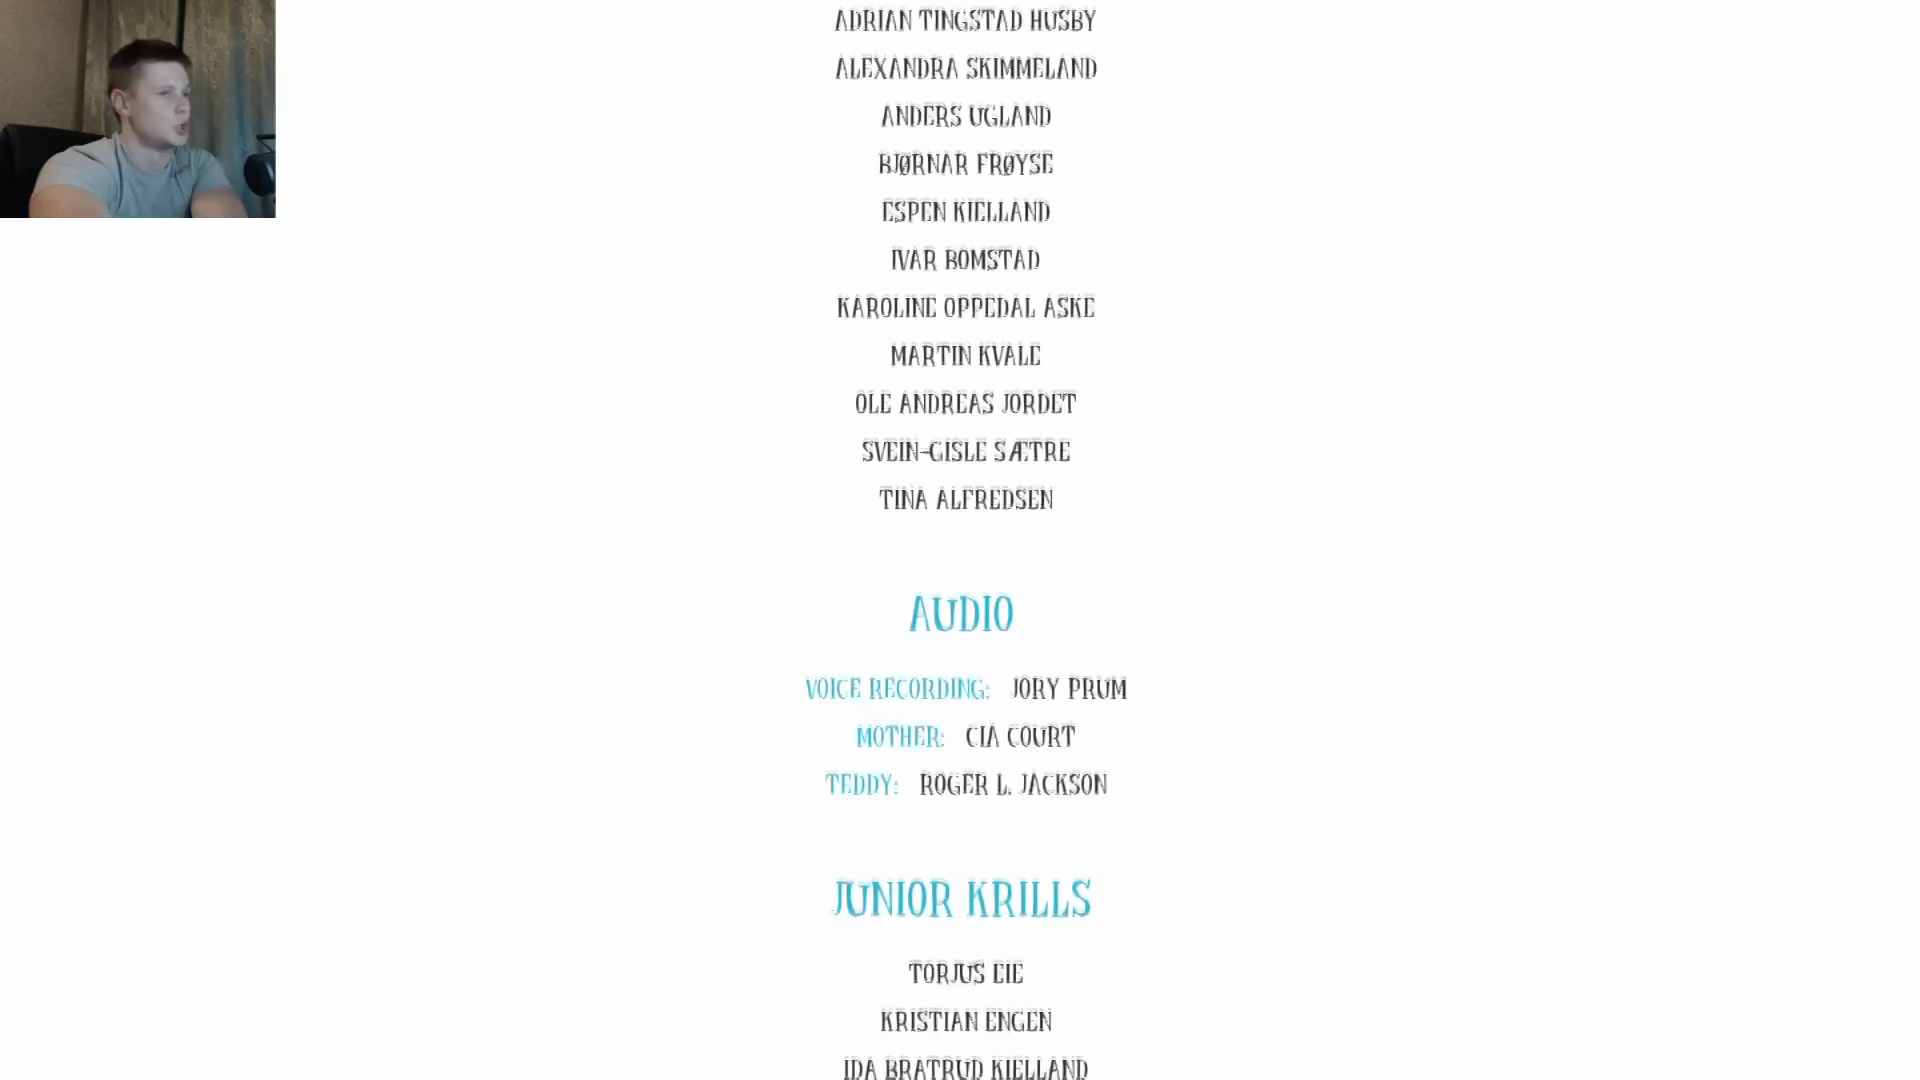 ADRIAN TINGSTAD HUSBY
ALEXANDRA SKIMMELAND
ANDERS UGLAND
BJØRNAR FRØYSE
ESPEN KIELLAND
IVAR BOMSTAD
KAROLINE OPPEDAL ASKE
MARTIN KVALE
OLE ANDREAS JORDET
SVEIN-GISLE SÆTRE
TINA ALFREDSEN
AUDIO
VOICE RECORDING: JORY PRUM
MOTHER: CIA COURT
TEDDY: ROGER L. JACKSON
JUNIOR KRILLS
TORJUS EIE
KRISTIAN ENGEN
IDA BRATRUD KIELLAND